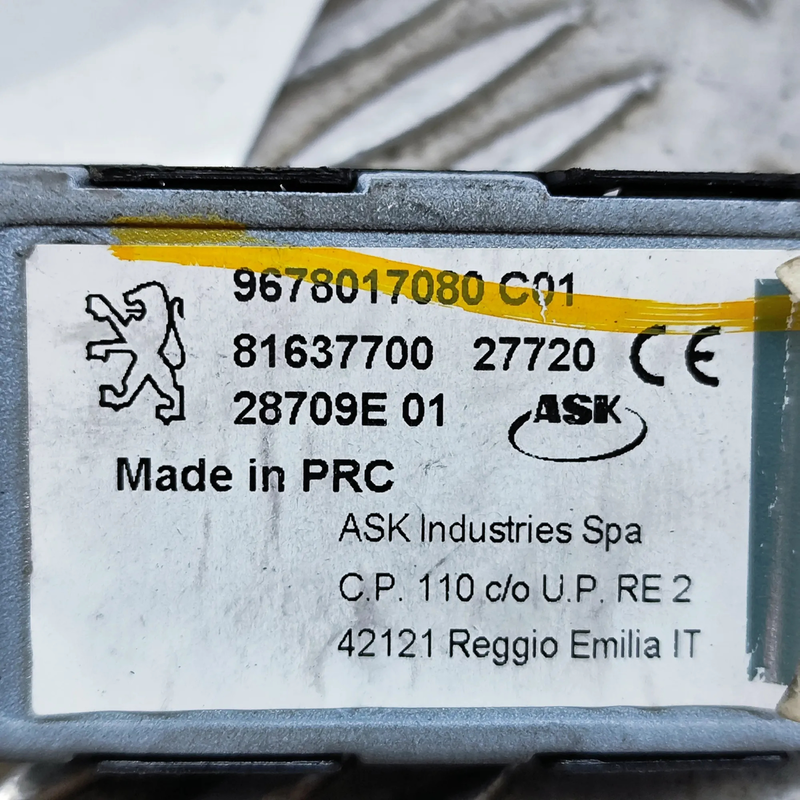 9678017080 C01
81637700 27720 CE
28709E 01 ASK
Made in PRC
ASK Industries Spa
C.P. 110 c/o U.P. RE 2
42121 Reggio Emilia IT